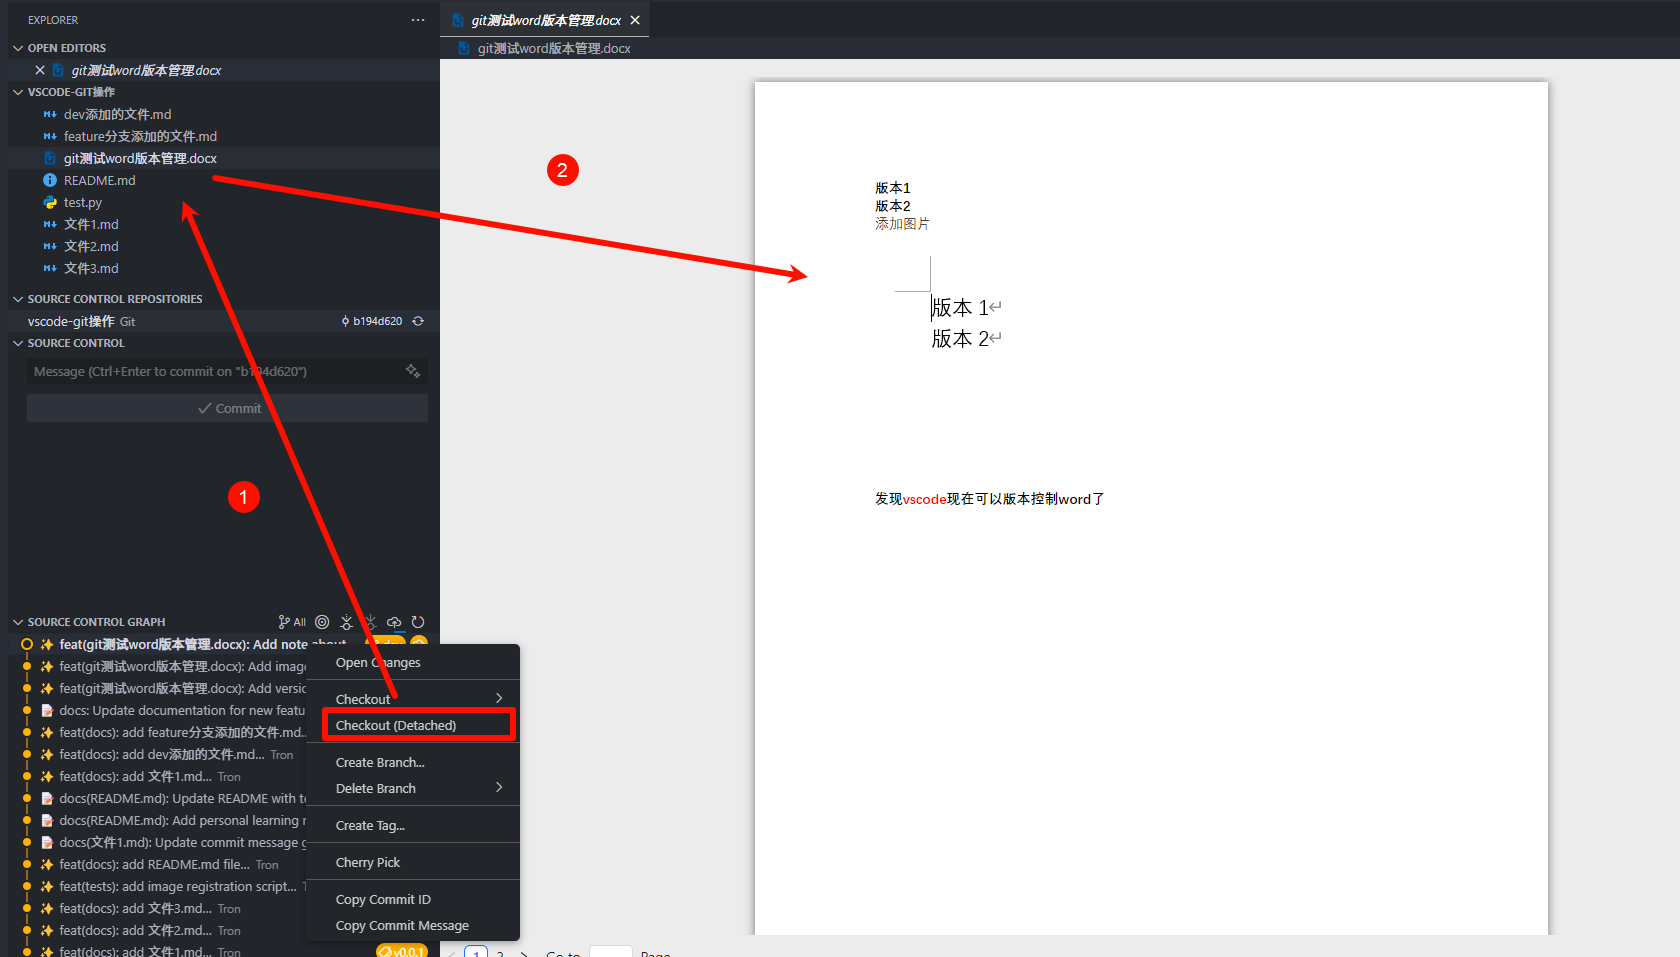 EXPLORER
OPEN EDITORS
git测试word版本管理.docx
VSCODE-GIT操作
dev添加的文件.md
feature分支添加的文件.md
git测试word版本管理.docx
README.md
test.py
文件1.md
文件2.md
文件3.md
SOURCE CONTROL REPOSITORIES
vscode-git操作 Git b194d620
SOURCE CONTROL
Message (Ctrl+Enter to commit on "b194d620")
Commit
1
SOURCE CONTROL GRAPH All
feat(git测试word版本管理.docx): Add note about dev
feat(git测试word版本管理.docx): Add imag
feat(git测试word版本管理.docx): Add versic
docs: Update documentation for new featu
feat(docs): add feature分支添加的文件.md...
feat(docs): add dev添加的文件.md... Tron
feat(docs): add 文件1.md... Tron
docs(README.md): Update README with t
docs(README.md): Add personal learning r
docs(文件1.md): Update commit message g
feat(docs): add README.md file... Tron
feat(tests): add image registration script... T
feat(docs): add 文件3.md... Tron
feat(docs): add 文件2.md... Tron
feat(docs): add 文件1.md... Tron v0.0.1
Open Changes
Checkout
Checkout (Detached)
Create Branch...
Delete Branch
Create Tag...
Cherry Pick
Copy Commit ID
Copy Commit Message
git测试word版本管理.docx
git测试word版本管理.docx
2
版本1
版本2
添加图片
版本 1↵
版本 2↵
发现vscode现在可以版本控制word了
1 2 Go to Page